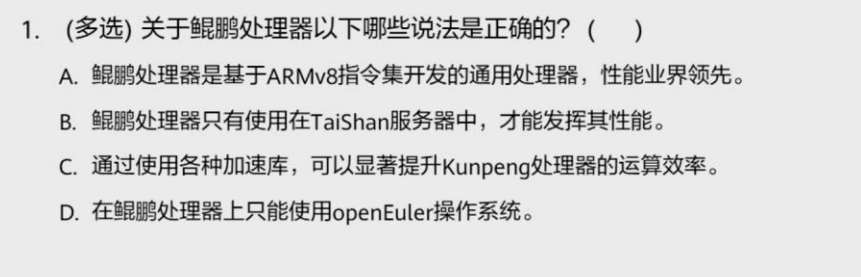 1. (多选) 关于鲲鹏处理器以下哪些说法是正确的？(  )
A. 鲲鹏处理器是基于ARMv8指令集开发的通用处理器，性能业界领先。
B. 鲲鹏处理器只有使用在TaiShan服务器中，才能发挥其性能。
C. 通过使用各种加速库，可以显著提升Kunpeng处理器的运算效率。
D. 在鲲鹏处理器上只能使用openEuler操作系统。